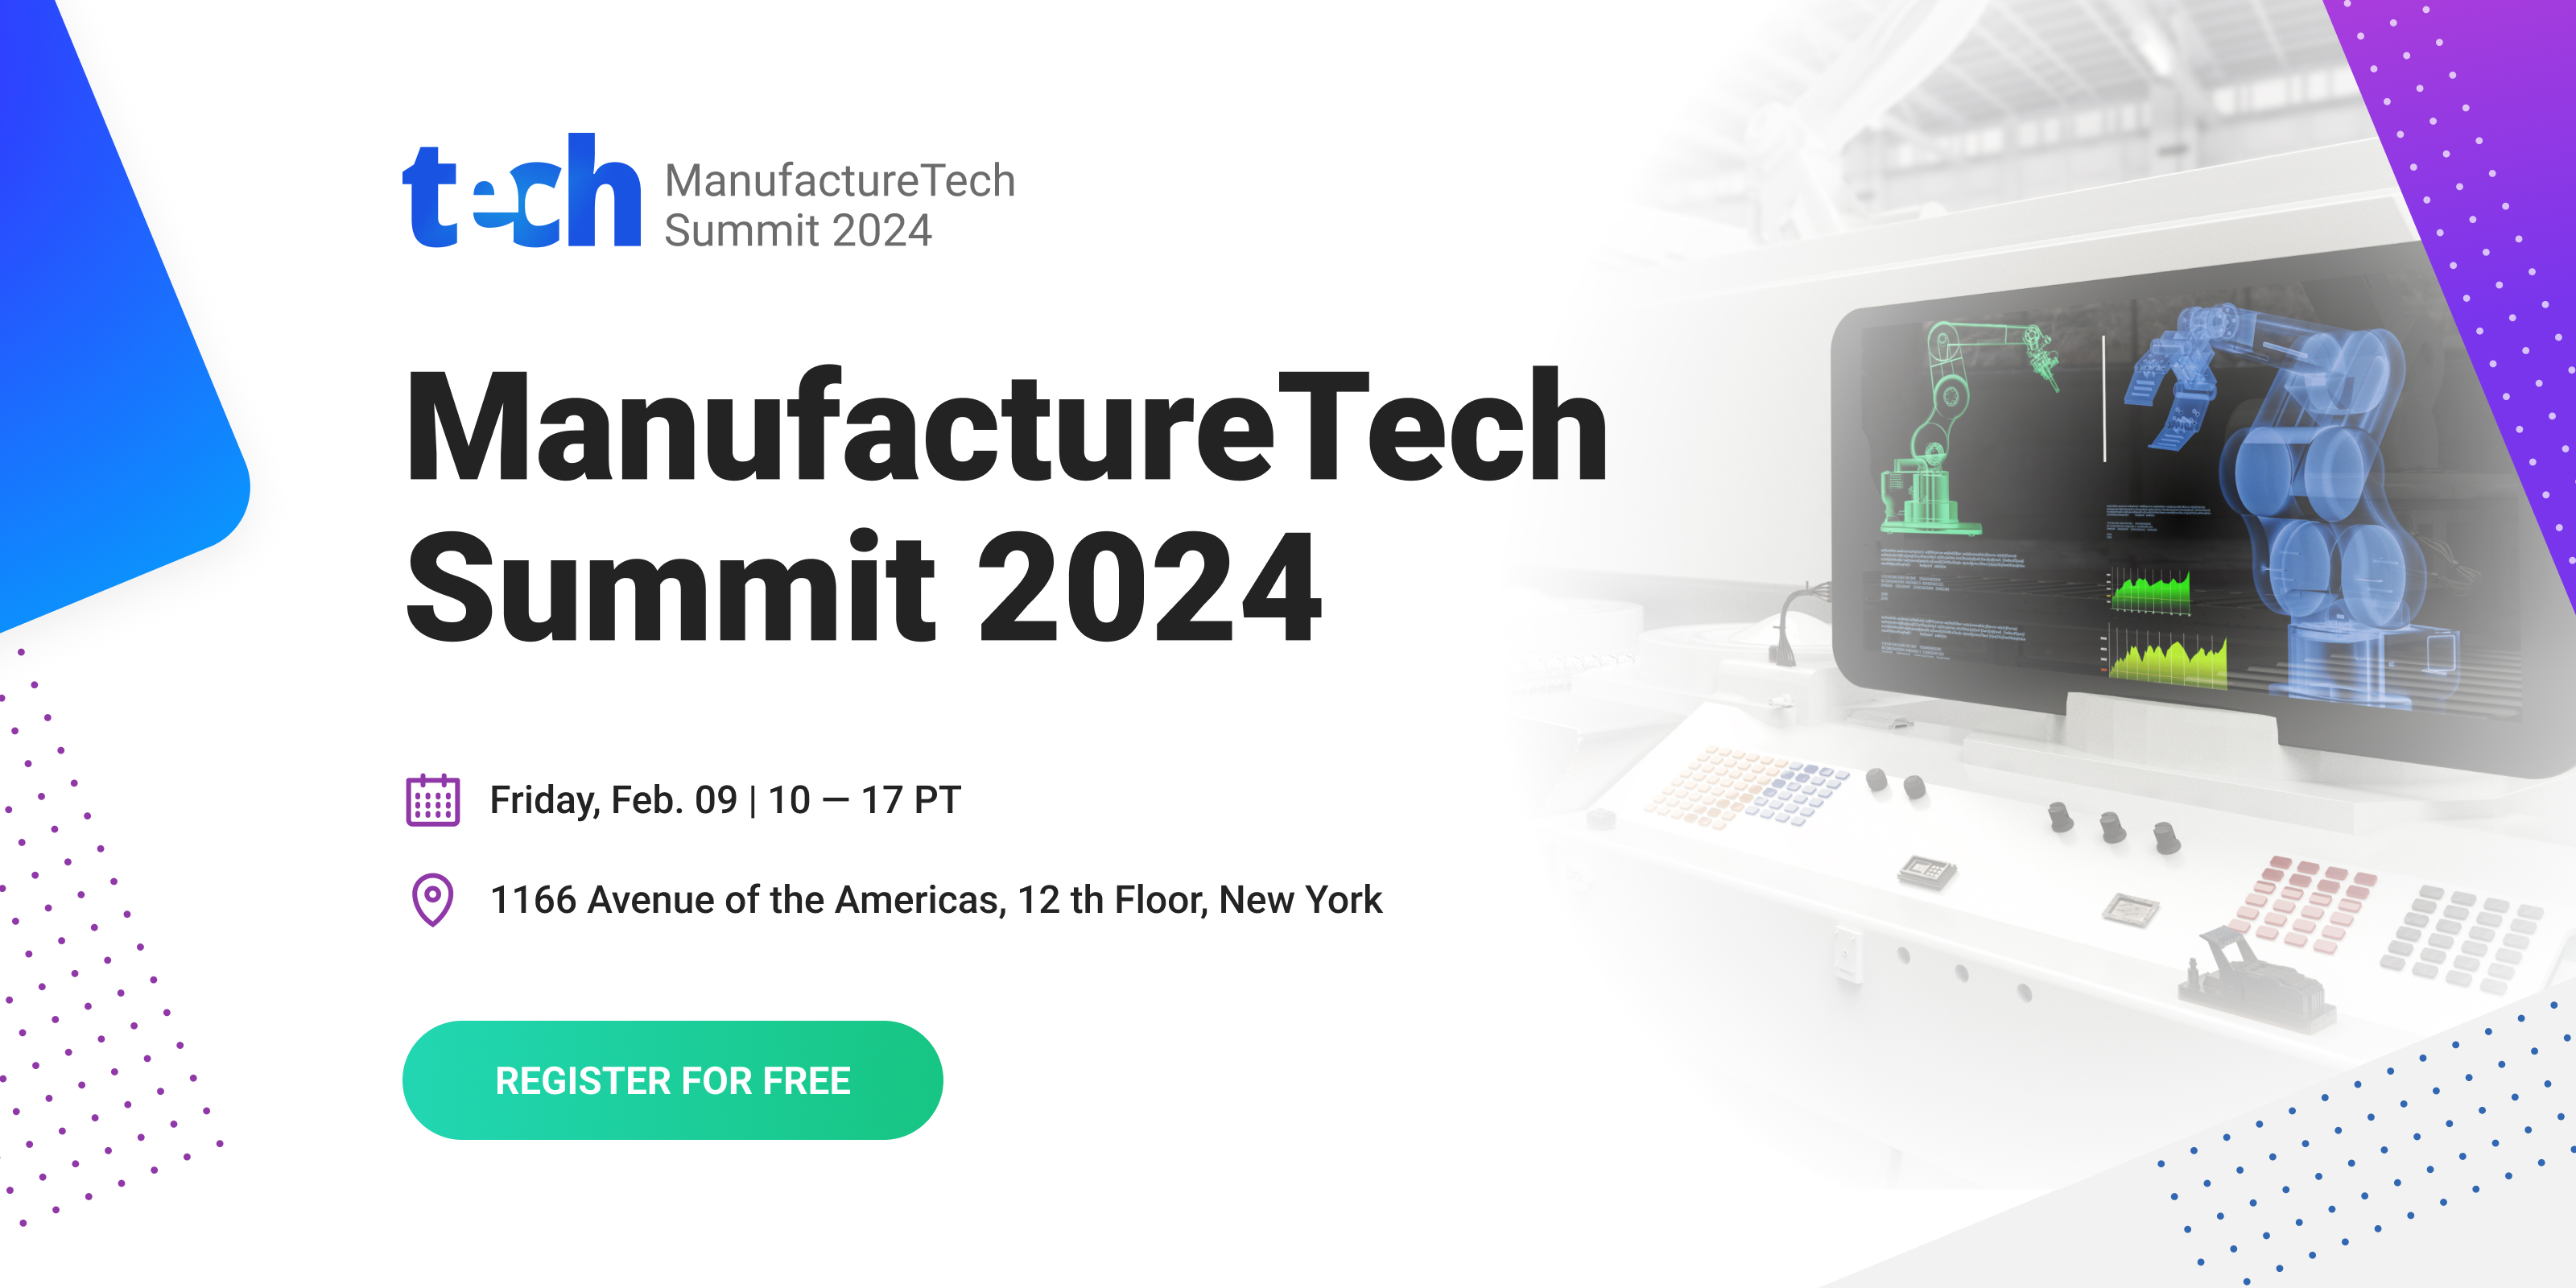 tech
ManufactureTech
Summit 2024
ManufactureTech
Summit 2024
Friday, Feb. 09 | 10 — 17 PT
1166 Avenue of the Americas, 12 th Floor, New York
REGISTER FOR FREE